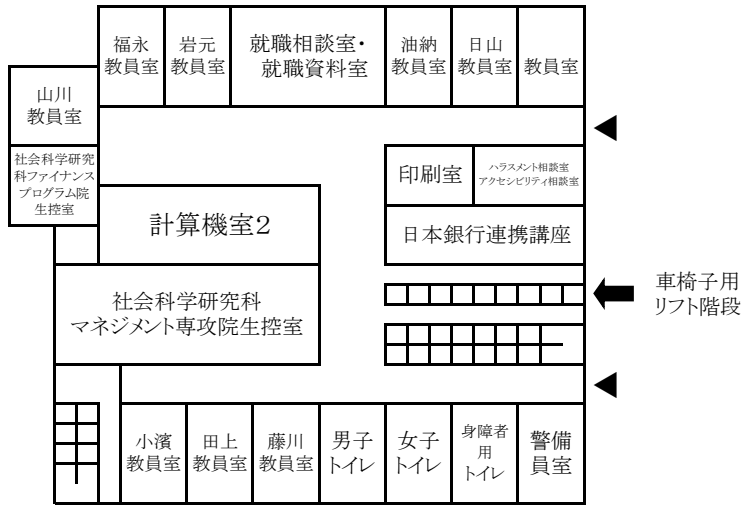 福永
教員室
岩元
教員室
就職相談室・
就職資料室
油納
教員室
日山
教員室
教員室
山川
教員室
社会科学研究
科ファイナンス
プログラム院
生控室
印刷室
ハラスメント相談室
アクセシビリティ相談室
計算機室2
日本銀行連携講座
社会科学研究科
マネジメント専攻院生控室
車椅子用
リフト階段
小濱
教員室
田上
教員室
藤川
教員室
男子
トイレ
女子
トイレ
身障者
用
トイレ
警備
員室